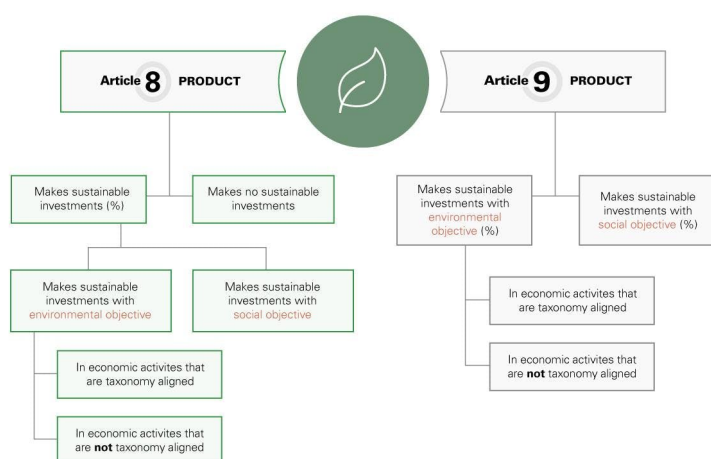 Article 8 PRODUCT
Makes sustainable
investments (%)
Makes no sustainable
investments
Makes sustainable
investments with
environmental objective
Makes sustainable
investments with
social objective
In economic activites that
are taxonomy aligned
In economic activites that
are not taxonomy aligned
Article 9 PRODUCT
Makes sustainable
investments with
environmental
objective (%)
Makes sustainable
investments with
social objective (%)
In economic activites that
are taxonomy aligned
In economic activites that
are not taxonomy aligned